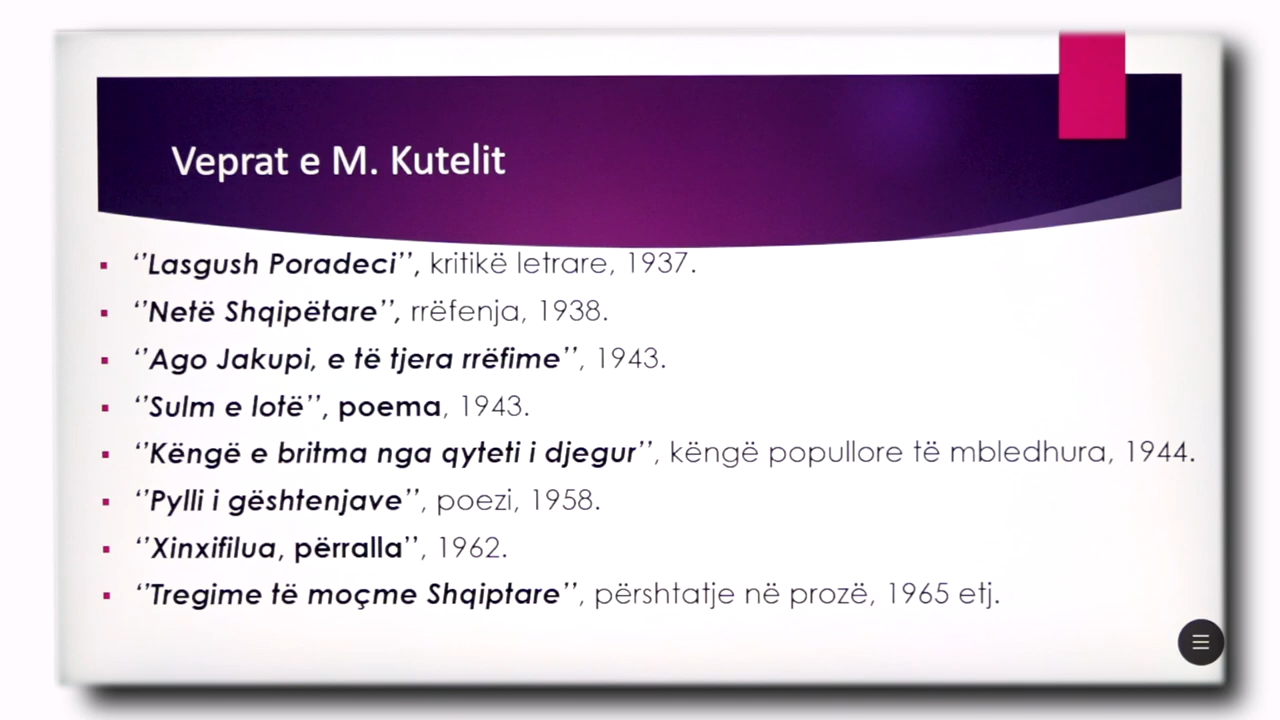 Veprat e M. Kutelit
▪ ‘’Lasgush Poradeci’’, kritikë letrare, 1937.
▪ ‘’Netë Shqipëtare’’, rrëfenja, 1938.
▪ ‘’Ago Jakupi, e të tjera rrëfime’’, 1943.
▪ ‘’Sulm e lotë’’, poema, 1943.
▪ ‘’Këngë e britma nga qyteti i djegur’’, këngë popullore të mbledhura, 1944.
▪ ‘’Pylli i gështenjave’’, poezi, 1958.
▪ ‘’Xinxifilua, përralla’’, 1962.
▪ ‘’Tregime të moçme Shqiptare’’, përshtatje në prozë, 1965 etj.